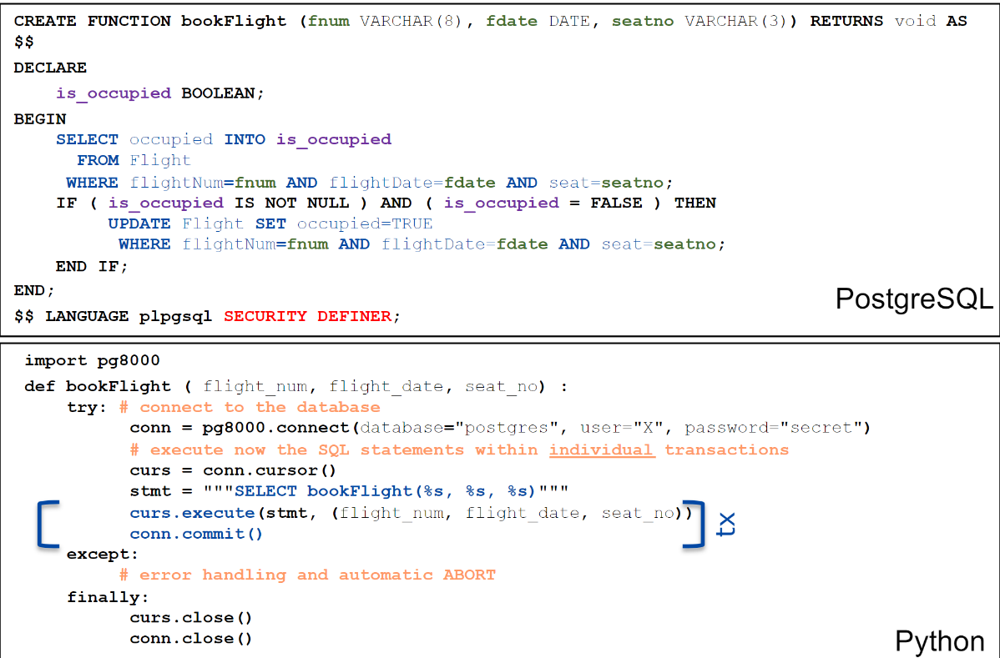 CREATE FUNCTION bookFlight (fnum VARCHAR(8), fdate DATE, seatno VARCHAR(3)) RETURNS void AS
$$
DECLARE
    is_occupied BOOLEAN;
BEGIN
    SELECT occupied INTO is_occupied
      FROM Flight
     WHERE flightNum=fnum AND flightDate=fdate AND seat=seatno;
    IF ( is_occupied IS NOT NULL ) AND ( is_occupied = FALSE ) THEN
         UPDATE Flight SET occupied=TRUE
          WHERE flightNum=fnum AND flightDate=fdate AND seat=seatno;
    END IF;
END;
$$ LANGUAGE plpgsql SECURITY DEFINER;
PostgreSQL
import pg8000
def bookFlight ( flight_num, flight_date, seat_no) :
    try: # connect to the database
          conn = pg8000.connect(database="postgres", user="X", password="secret")
          # execute now the SQL statements within individual transactions
          curs = conn.cursor()
          stmt = """SELECT bookFlight(%s, %s, %s)"""
          curs.execute(stmt, (flight_num, flight_date, seat_no))
          conn.commit()
tx
    except:
         # error handling and automatic ABORT
    finally:
          curs.close()
          conn.close()
Python